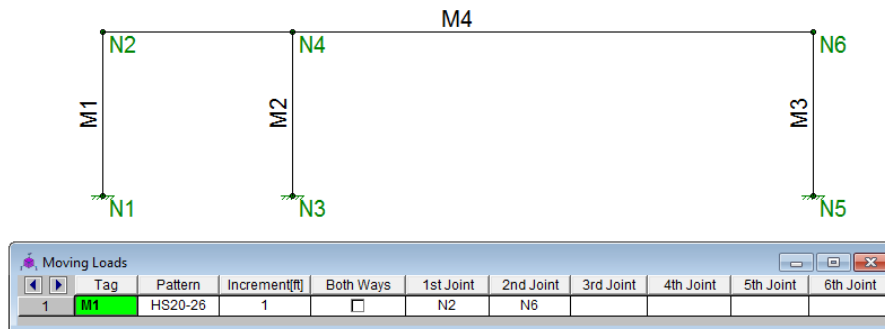 M4
N2 N4 N6
M1 M2 M3
N1 N3 N5
Moving Loads
Tag Pattern Increment[ft] Both Ways 1st Joint 2nd Joint 3rd Joint 4th Joint 5th Joint 6th Joint
1 M1 HS20-26 1 N2 N6